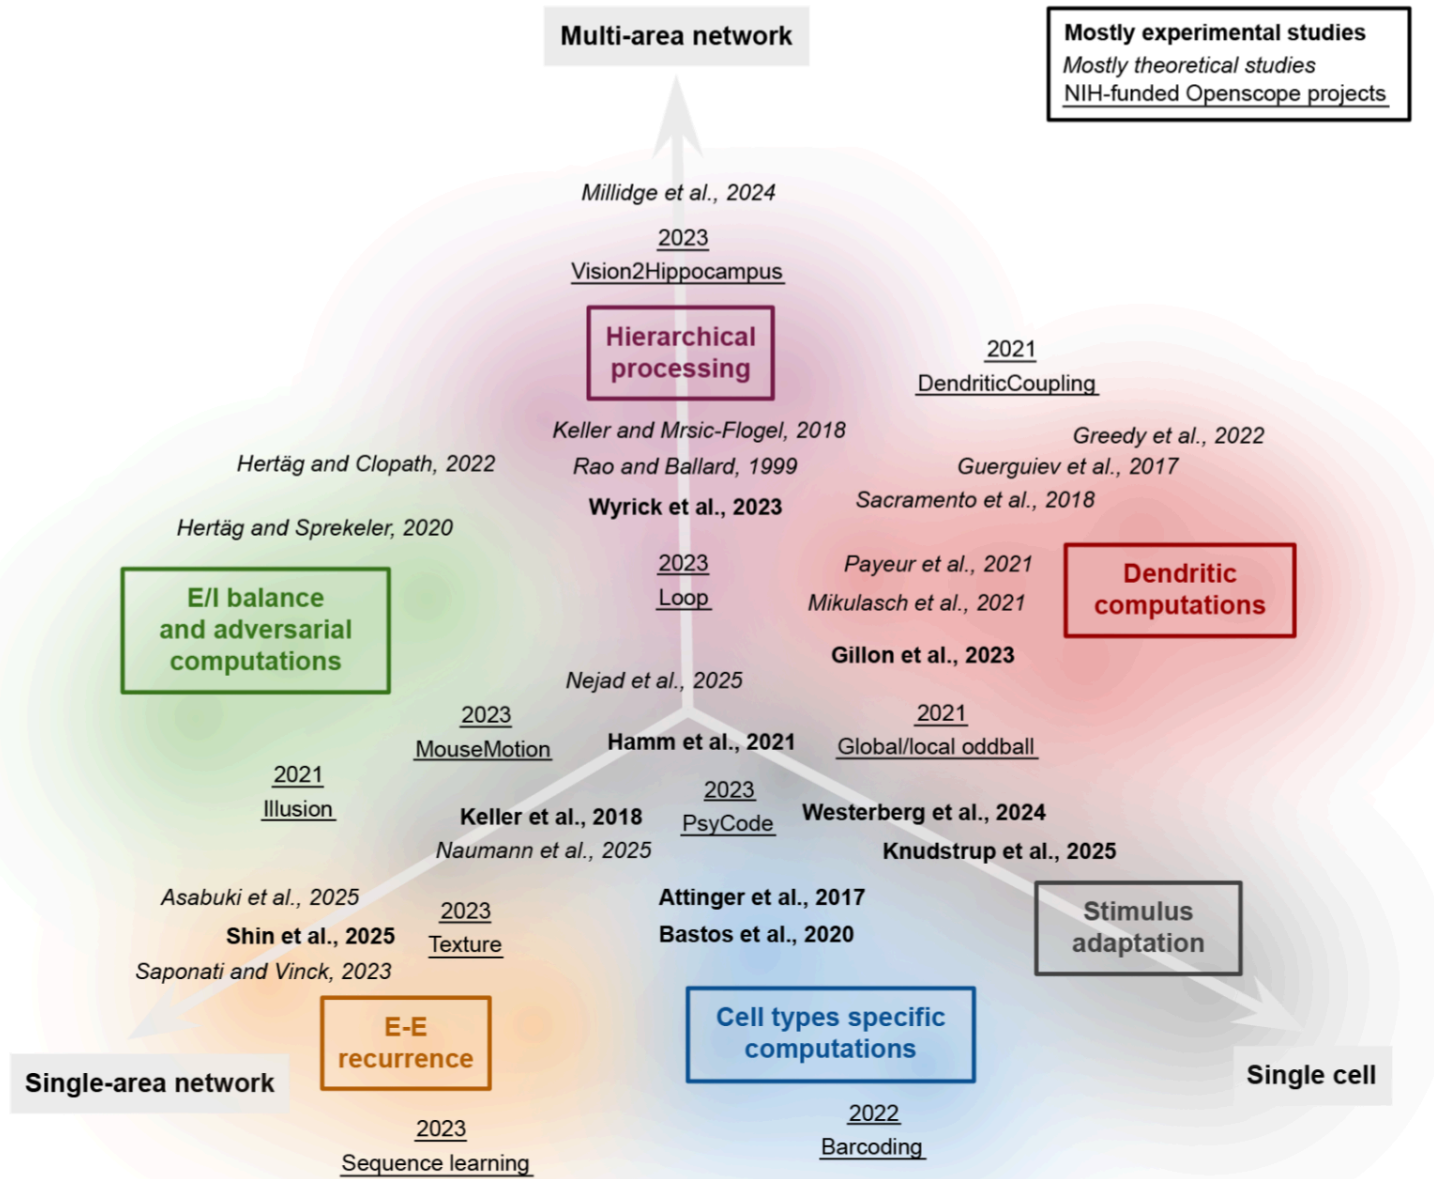 Multi-area network
Mostly experimental studies
Mostly theoretical studies
NIH-funded Openscope projects
Millidge et al., 2024
2023
Vision2Hippocampus
Hierarchical
processing
2021
DendriticCoupling
Keller and Mrsic-Flogel, 2018
Greedy et al., 2022
Hertäg and Clopath, 2022
Rao and Ballard, 1999
Guerguiev et al., 2017
Wyrick et al., 2023
Sacramento et al., 2018
Hertäg and Sprekeler, 2020
2023
Loop
Payeur et al., 2021
Mikulasch et al., 2021
Dendritic
computations
E/I balance
and adversarial
computations
Gillon et al., 2023
Nejad et al., 2025
2023
MouseMotion
Hamm et al., 2021
2021
Global/local oddball
2021
Illusion
2023
PsyCode
Keller et al., 2018
Naumann et al., 2025
Westerberg et al., 2024
Knudstrup et al., 2025
Asabuki et al., 2025
Shin et al., 2025
Saponati and Vinck, 2023
2023
Texture
Attinger et al., 2017
Bastos et al., 2020
Stimulus
adaptation
E-E
recurrence
Cell types specific
computations
Single-area network
Single cell
2023
Sequence learning
2022
Barcoding